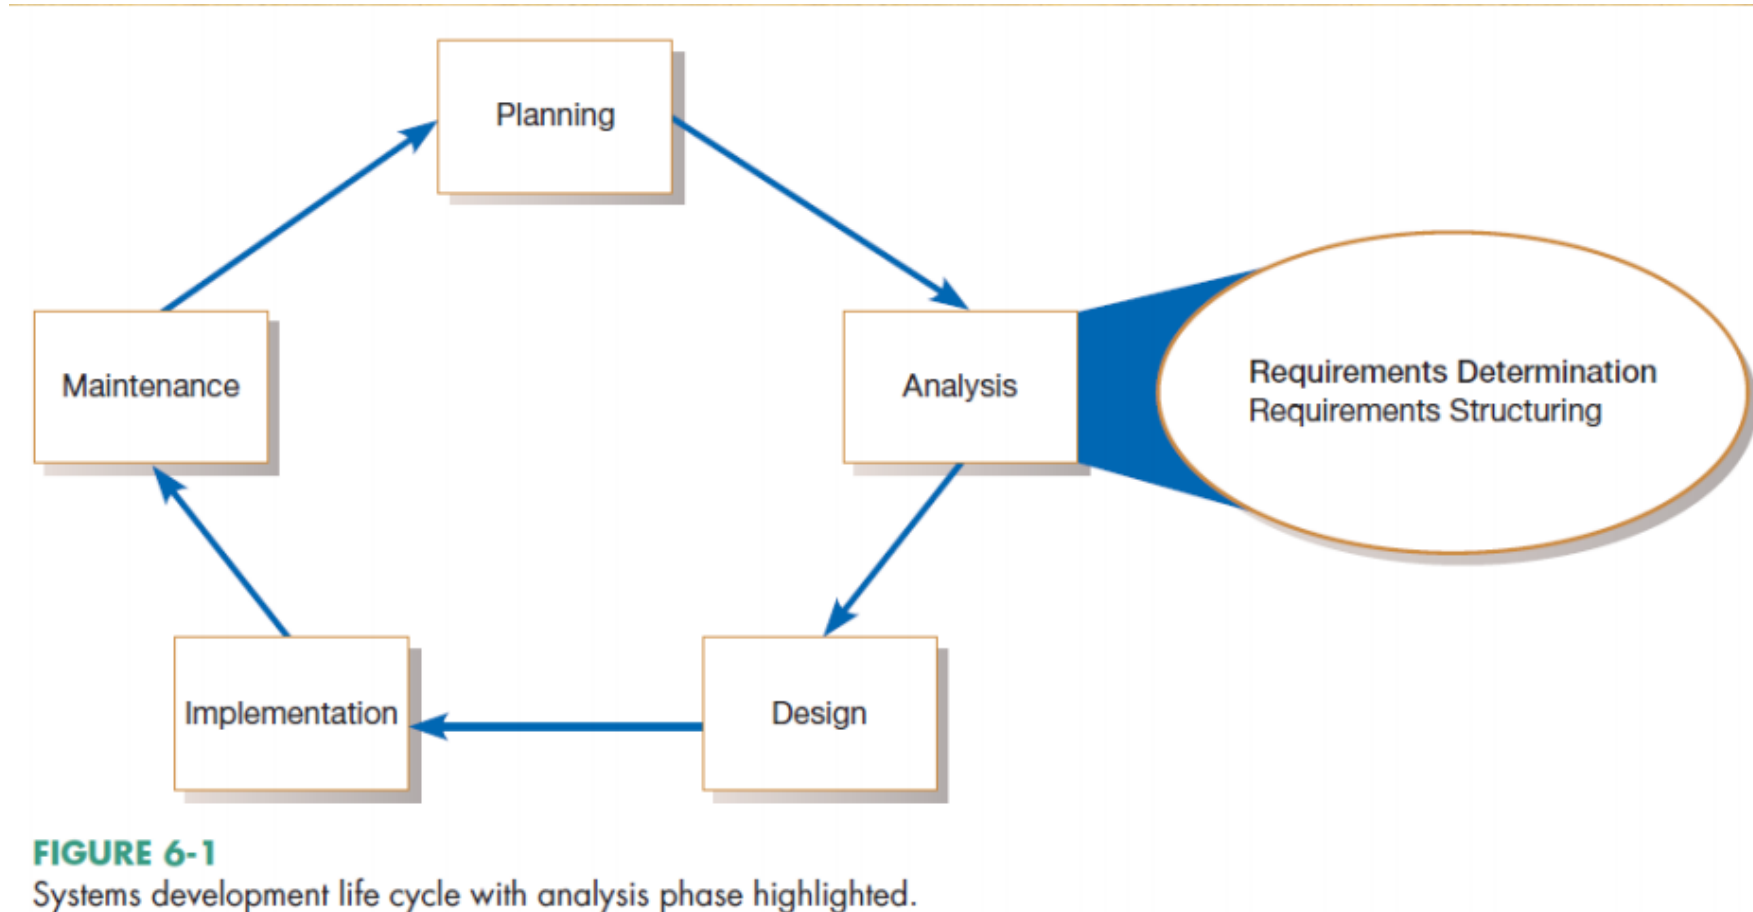 Planning
Maintenance
Analysis
Requirements Determination
Requirements Structuring
Implementation
Design
FIGURE 6-1
Systems development life cycle with analysis phase highlighted.